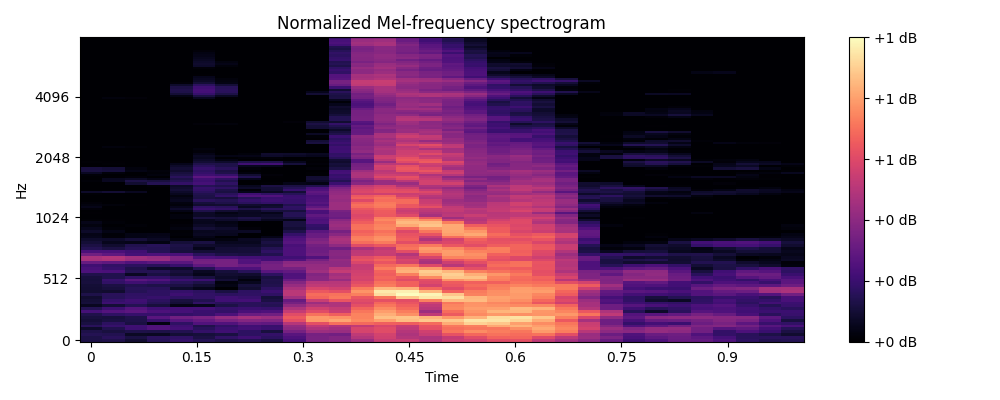 Normalized Mel-frequency spectrogram
Hz
4096
2048
1024
512
0
0 0.15 0.3 0.45 0.6 0.75 0.9
Time
+1 dB
+1 dB
+1 dB
+0 dB
+0 dB
+0 dB